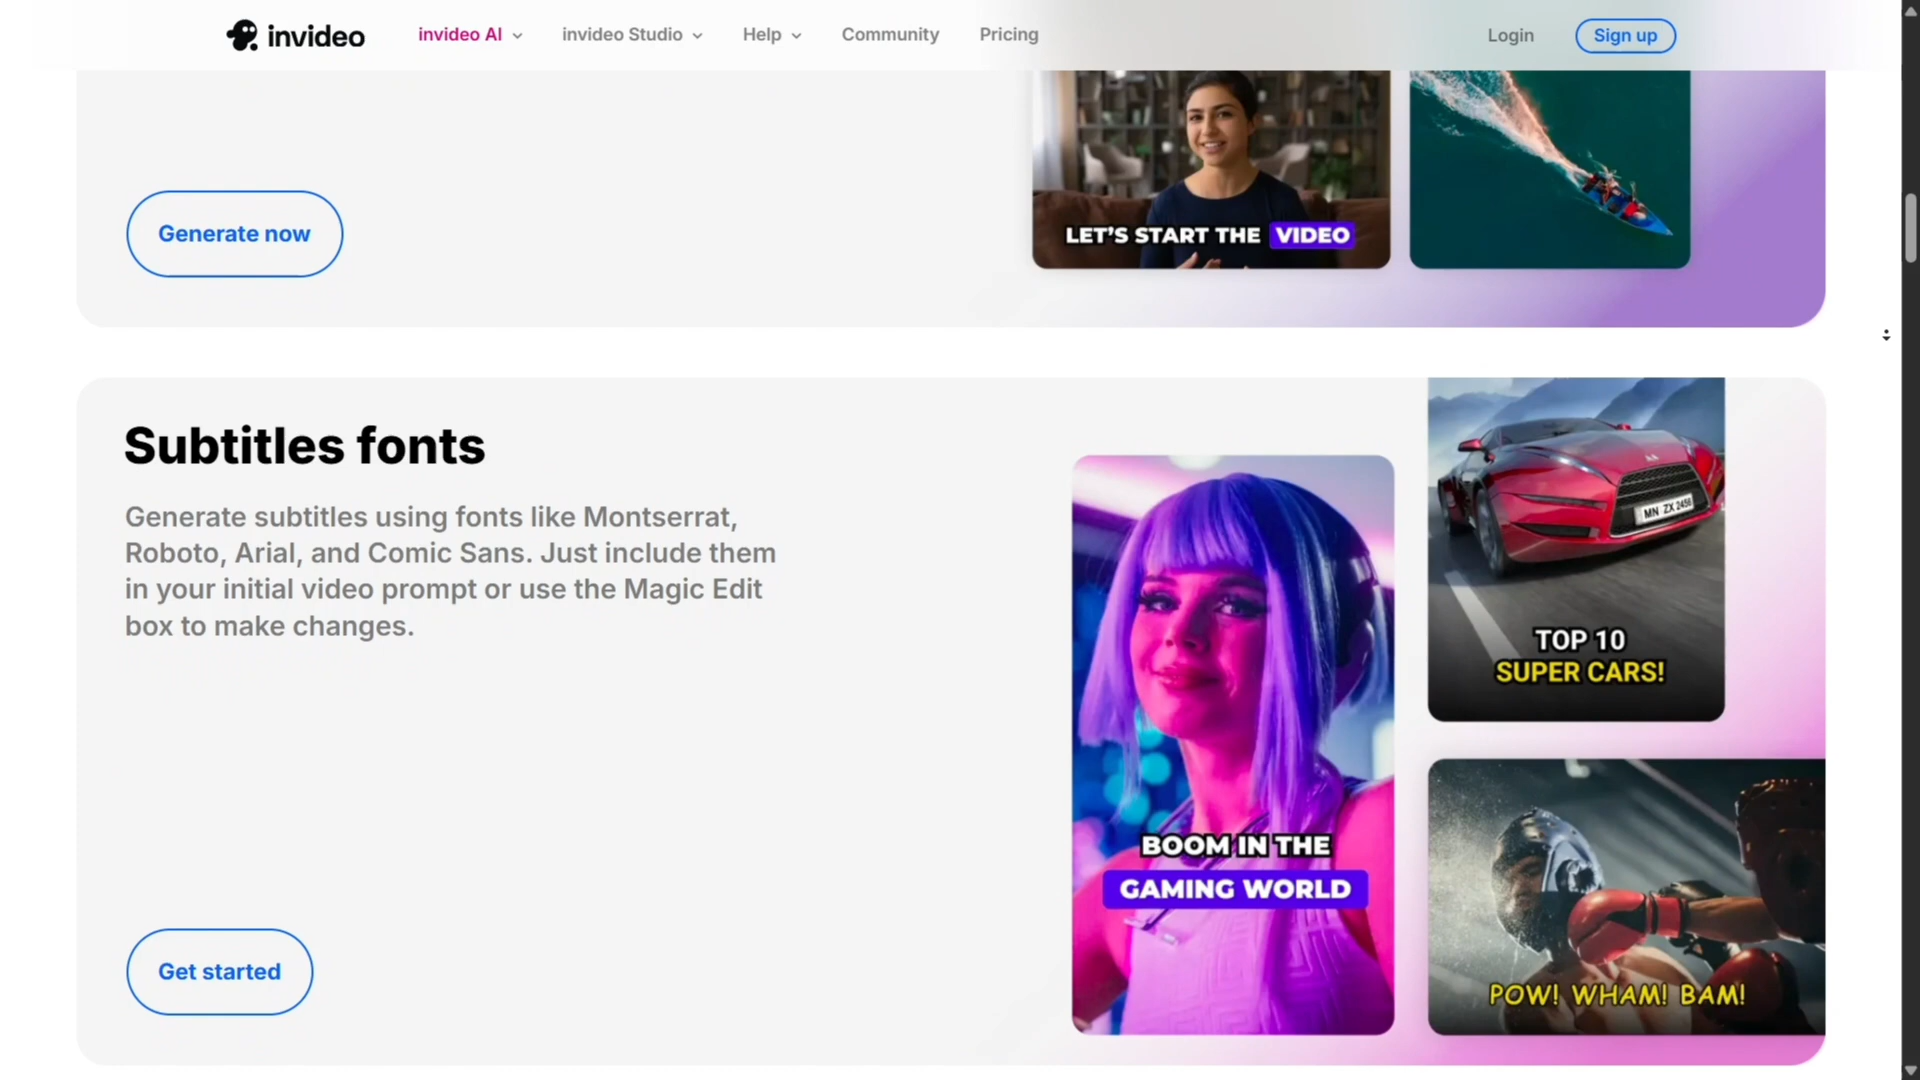 invideo
invideo AI
invideo Studio
Help
Community
Pricing
Login
Sign up
LET'S START THE VIDEO
Generate now
Subtitles fonts
Generate subtitles using fonts like Montserrat,
Roboto, Arial, and Comic Sans. Just include them
in your initial video prompt or use the Magic Edit
box to make changes.
Get started
MN ZX 2456
TOP 10
SUPER CARS!
BOOM IN THE
GAMING WORLD
POW! WHAM! BAM!